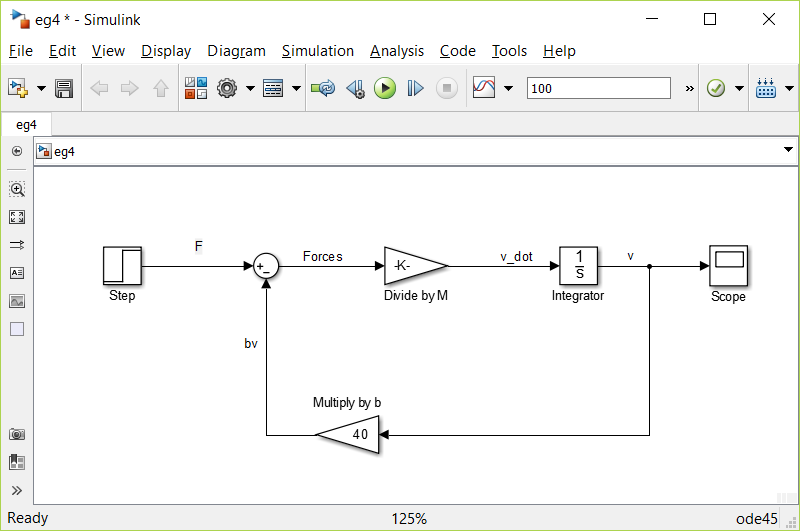 eg4 * - Simulink
File Edit View Display Diagram Simulation Analysis Code Tools Help
100 »
eg4
eg4
F
Forces
v_dot
v
+
−
-K-
1
s
Step
Divide by M
Integrator
Scope
bv
Multiply by b
40
Ready 125% ode45